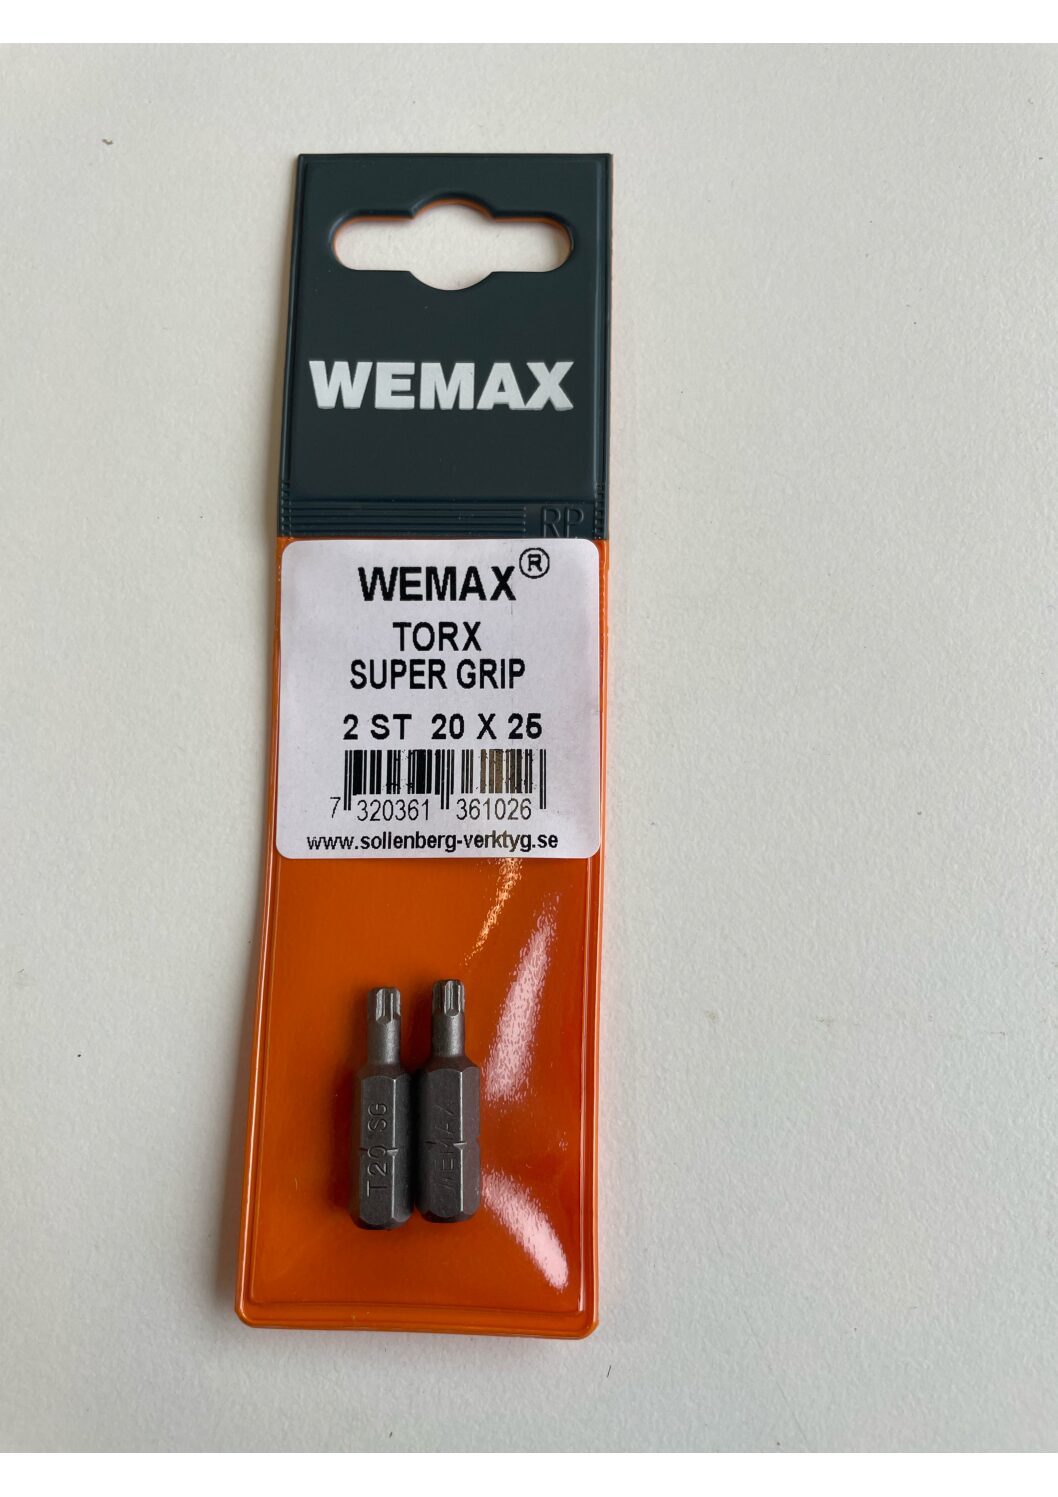 WEMAX
RP
WEMAX®
TORX
SUPER GRIP
2 ST 20 X 25
7 320361 361026
www.sollenberg-verktyg.se
T20 SG
WEMAX